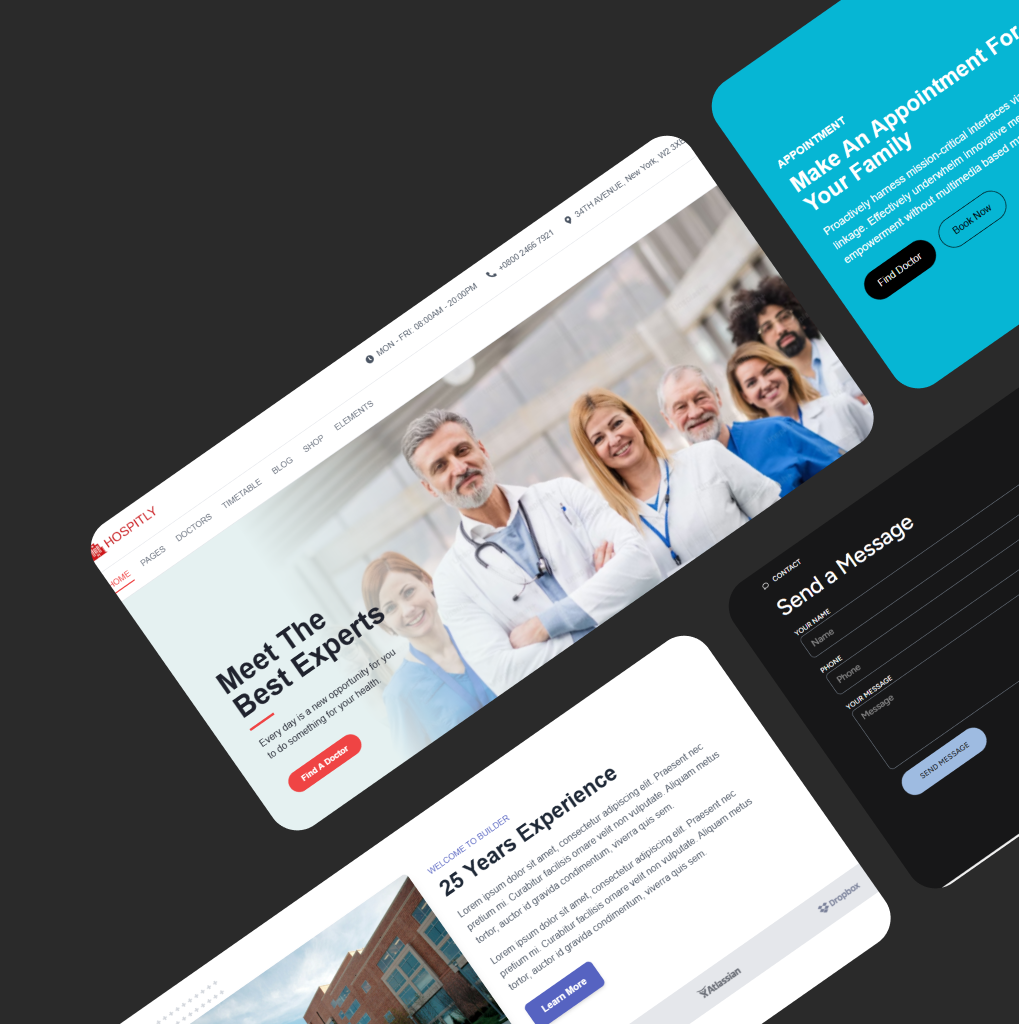 MON - FRI: 08:00AM - 20:00PM
+0800 2466 7921
34TH AVENUE, New York, W2 3XE
HOSPITLY
HOME
PAGES
DOCTORS
TIMETABLE
BLOG
SHOP
ELEMENTS
Meet The
Best Experts
Every day is a new opportunity for you
to do something for your health.
Find A Doctor
APPOINTMENT
Make An Appointment For
Your Family
Proactively harness mission-critical interfaces
linkage. Effectively underwhelm innovative
empowerment without multimedia based
Find Doctor
Book Now
CONTACT
Send a Message
YOUR NAME
Name
PHONE
Phone
YOUR MESSAGE
Message
SEND MESSAGE
WELCOME TO BUILDER
25 Years Experience
Lorem ipsum dolor sit amet, consectetur adipiscing elit. Praesent nec
pretium mi. Curabitur facilisis ornare velit non vulputate. Aliquam metus
tortor, auctor id gravida condimentum, viverra quis sem.
Lorem ipsum dolor sit amet, consectetur adipiscing elit. Praesent nec
pretium mi. Curabitur facilisis ornare velit non vulputate. Aliquam metus
tortor, auctor id gravida condimentum, viverra quis sem
Learn More
Atlassian
Dropbox